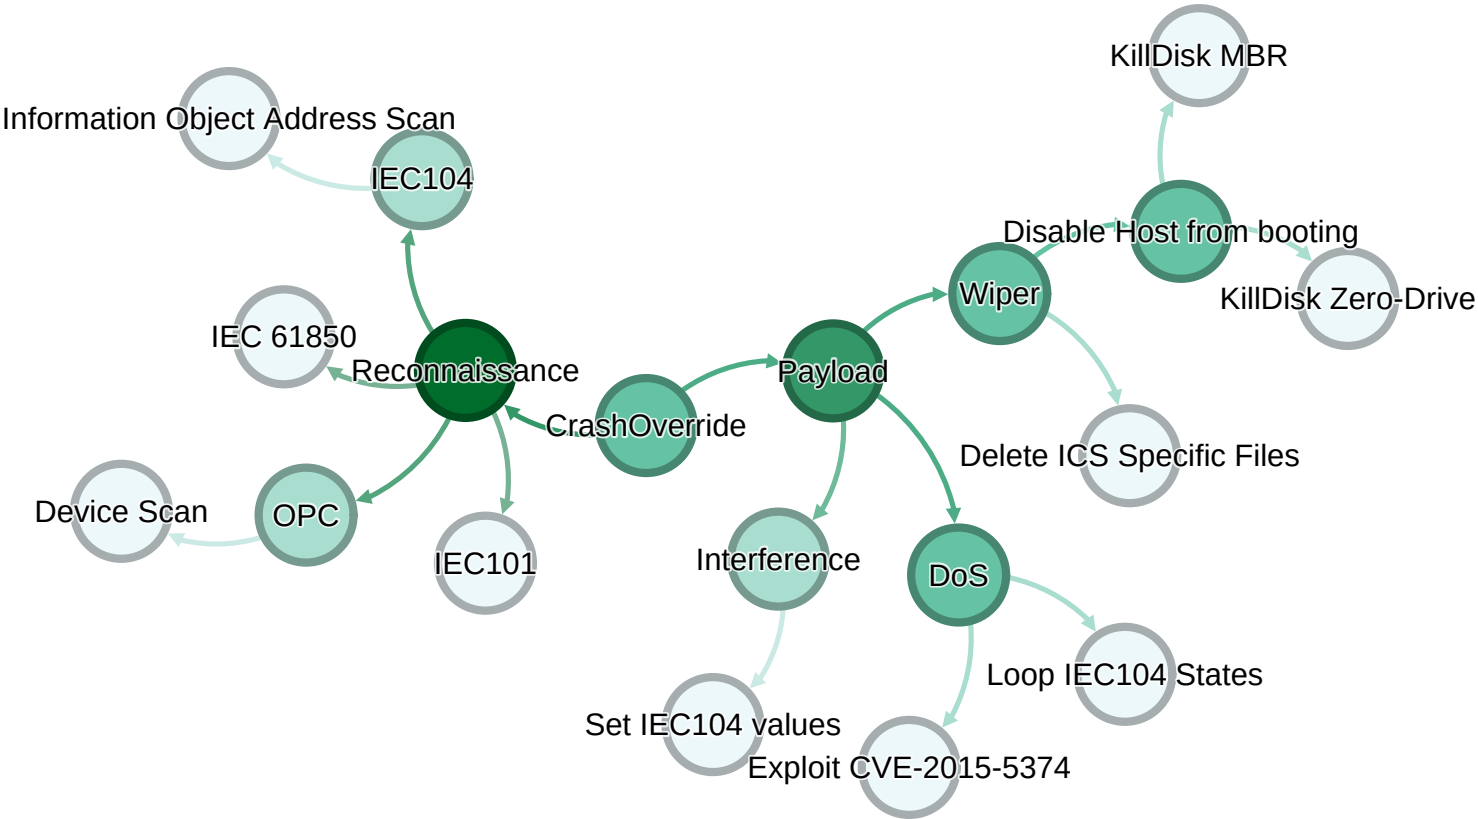 KillDisk MBR
Information Object Address Scan
IEC104
Disable Host from booting
Wiper
KillDisk Zero-Drive
IEC 61850
Reconnaissance
Payload
CrashOverride
Delete ICS Specific Files
Device Scan
OPC
IEC101
Interference
DoS
Loop IEC104 States
Set IEC104 values
Exploit CVE-2015-5374